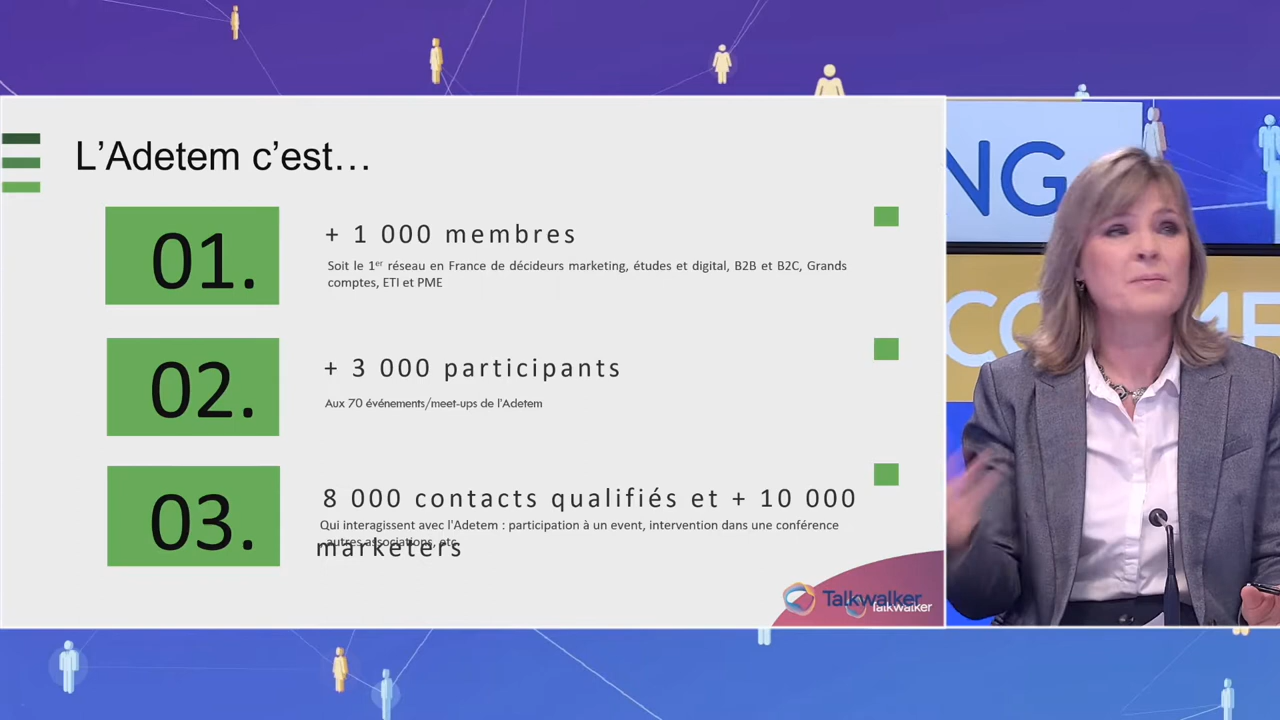 L'Adetem c'est…
01.
+ 1 000 membres
Soit le 1er réseau en France de décideurs marketing, études et digital, B2B et B2C, Grands
comptes, ETI et PME
02.
+ 3 000 participants
Aux 70 événements/meet-ups de l'Adetem
03.
8 000 contacts qualifiés et + 10 000
Qui interagissent avec l'Adetem : participation à un event, intervention dans une conférence
autres associations, etc.
marketers
Talkwalker
Talkwalker
NG